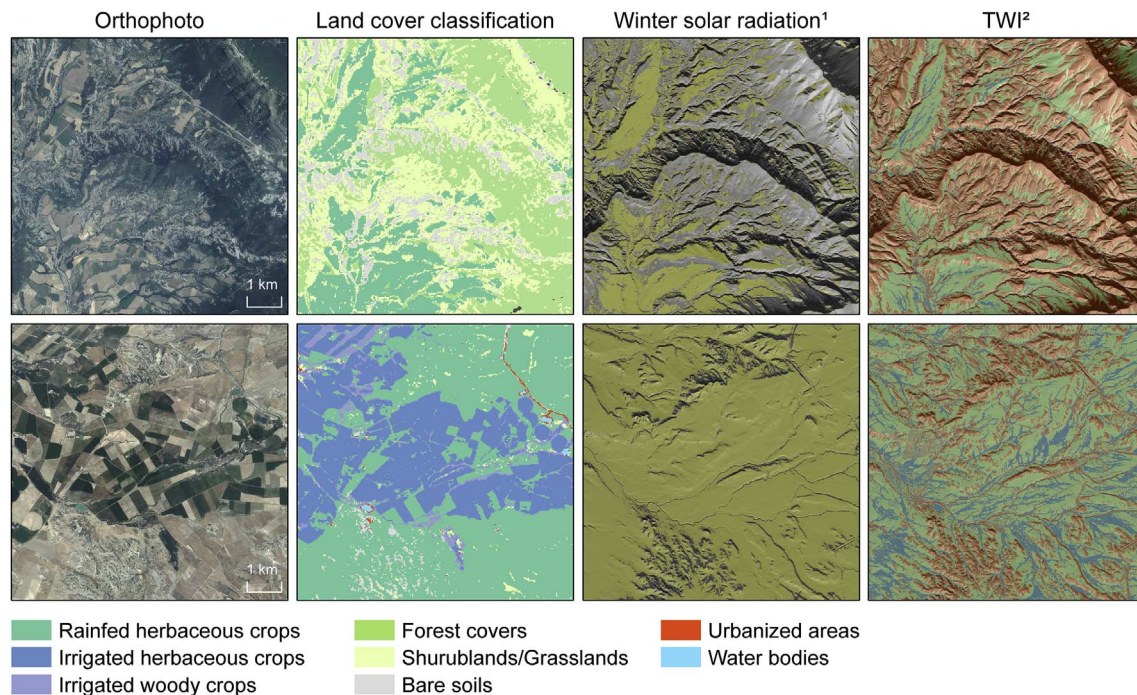 Orthophoto
Land cover classification
Winter solar radiation¹
TWI²
1 km
1 km
Rainfed herbaceous crops
Forest covers
Urbanized areas
Irrigated herbaceous crops
Shurublands/Grasslands
Water bodies
Irrigated woody crops
Bare soils